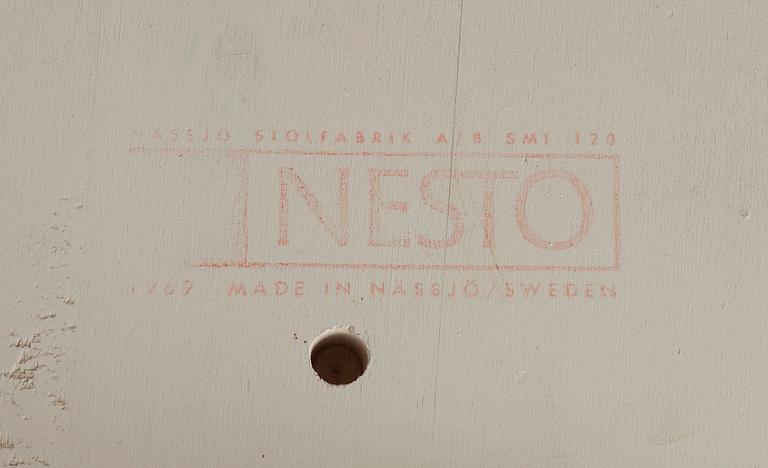 NÄSSJÖ STOLFABRIK A/B SMI 120
NESTO
1969 MADE IN NÄSSJÖ/SWEDEN